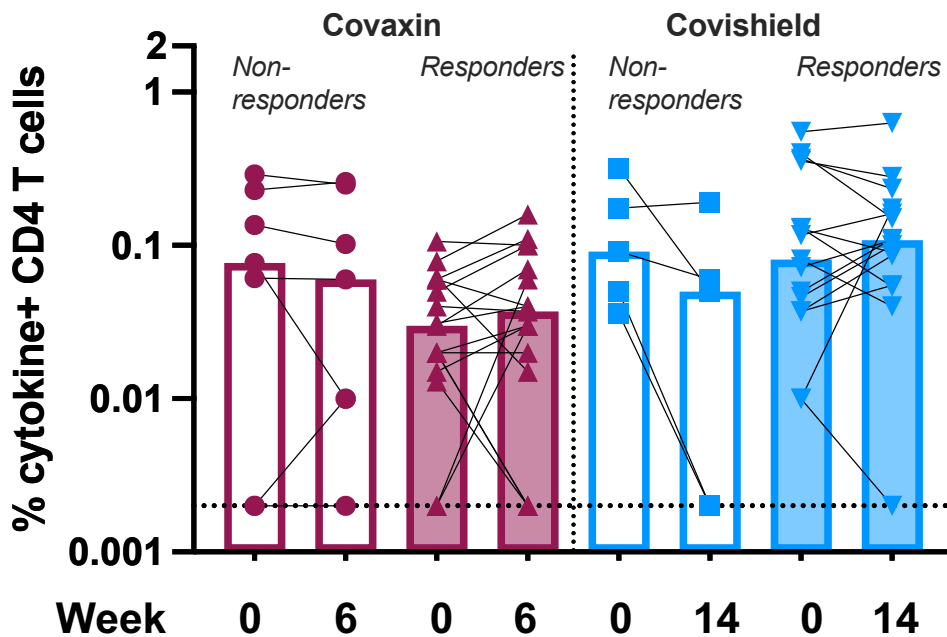 Covaxin
Covishield
Non-
responders
Responders
Non-
responders
Responders
% cytokine+ CD4 T cells
2
1
0.1
0.01
0.001
Week 0 6 0 6 0 14 0 14